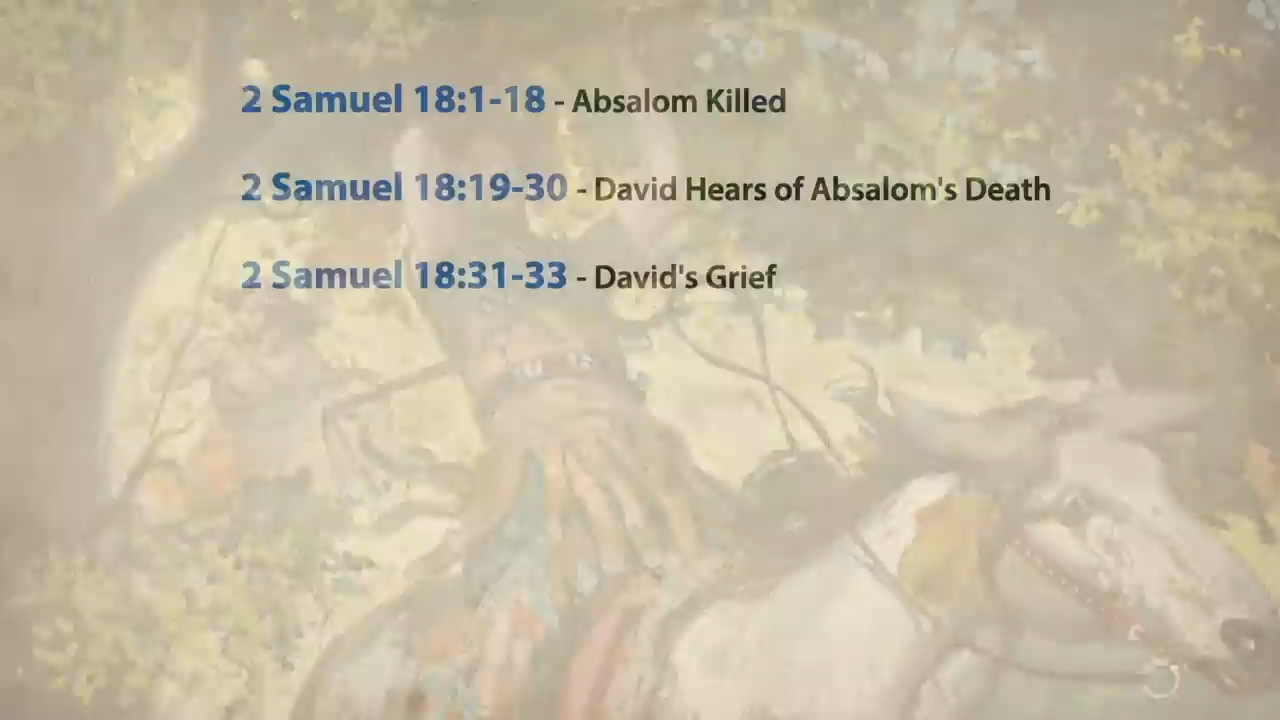 2 Samuel 18:1-18 - Absalom Killed
2 Samuel 18:19-30 - David Hears of Absalom's Death
2 Samuel 18:31-33 - David's Grief